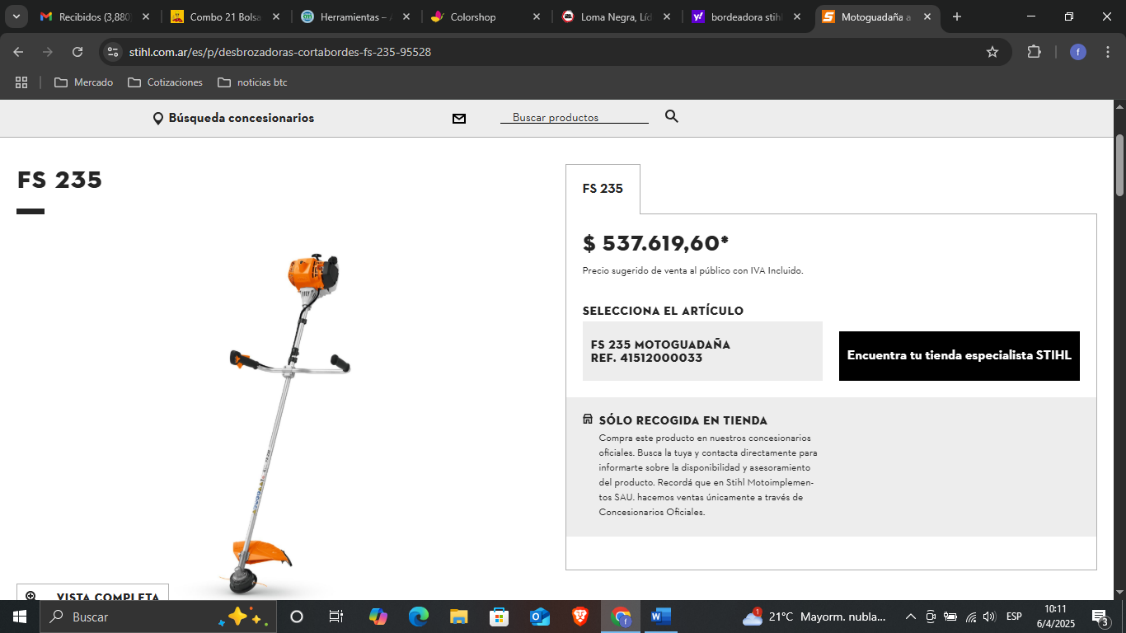 Recibidos (3,880
Combo 21 Bolsa
Herramientas –
Colorshop
Loma Negra, Líd
bordeadora stih
Motoguadaña a
stihl.com.ar/es/p/desbrozadoras-cortabordes-fs-235-95528
f
Mercado
Cotizaciones
noticias btc
Búsqueda concesionarios
Buscar productos
FS 235
FS 235
$ 537.619,60*
Precio sugerido de venta al público con IVA Incluido.
SELECCIONA EL ARTÍCULO
FS 235 MOTOGUADAÑA
REF. 41512000033
Encuentra tu tienda especialista STIHL
SÓLO RECOGIDA EN TIENDA
Compra este producto en nuestros concesionarios
oficiales. Busca la tuya y contacta directamente para
informarte sobre la disponibilidad y asesoramiento
del producto. Recordá que en Stihl Motoimplemen-
tos SAU. hacemos ventas únicamente a través de
Concesionarios Oficiales.
VISTA COMPLETA
Buscar
21°C Mayorm. nubla...
ESP
10:11
6/4/2025
3